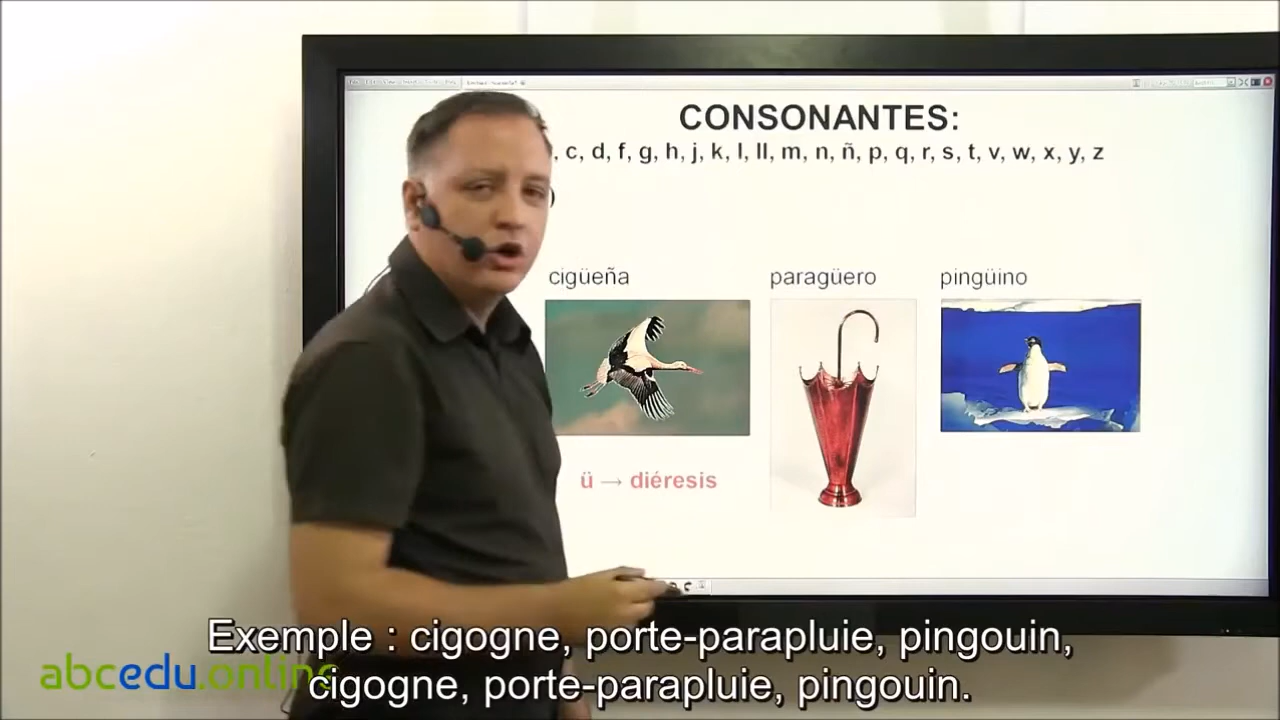 CONSONANTES:
, c, d, f, g, h, j, k, l, ll, m, n, ñ, p, q, r, s, t, v, w, x, y, z
cigüeña paragüero pingüino
ü → diéresis
Exemple : cigogne, porte-parapluie, pingouin,
abcedu.online
cigogne, porte-parapluie, pingouin.